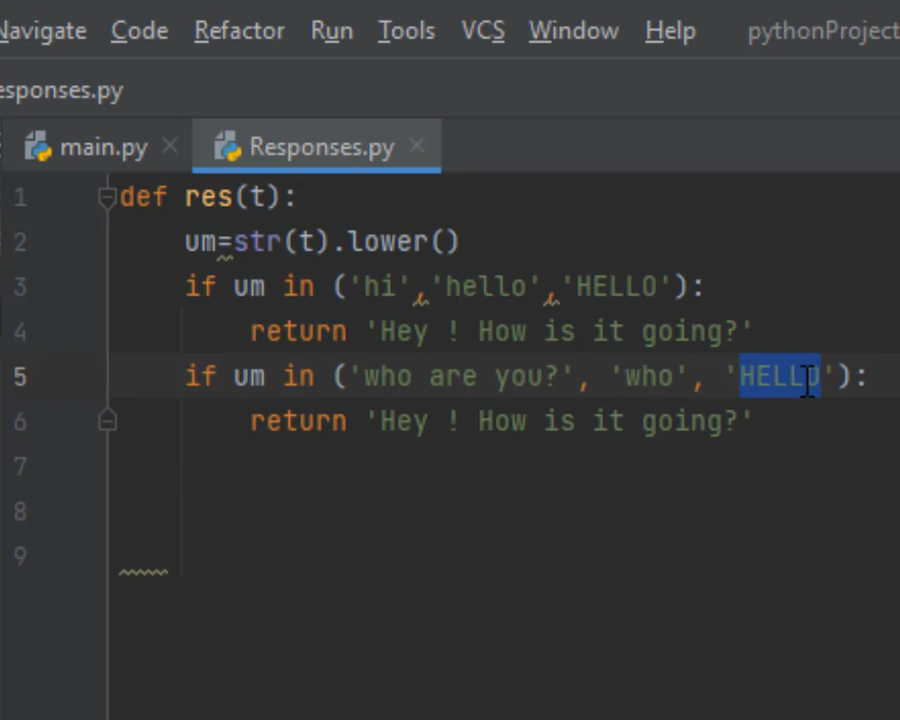 Navigate Code Refactor Run Tools VCS Window Help pythonProject
esponses.py
main.py Responses.py
1 def res(t):
2 um=str(t).lower()
3 if um in ('hi','hello','HELLO'):
4 return 'Hey ! How is it going?'
5 if um in ('who are you?', 'who', 'HELLO'):
6 return 'Hey ! How is it going?'
7
8
9